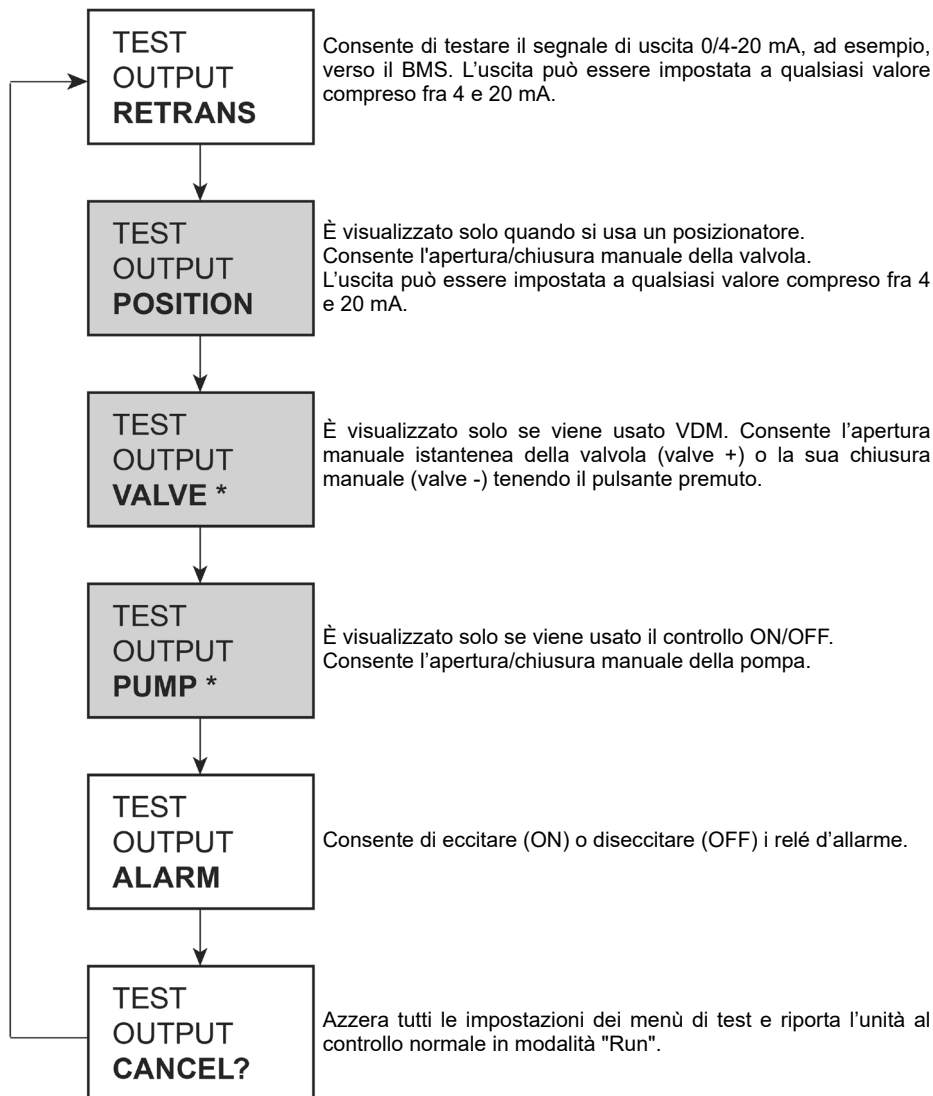 TEST
OUTPUT
RETRANS
Consente di testare il segnale di uscita 0/4-20 mA, ad esempio,
verso il BMS. L’uscita può essere impostata a qualsiasi valore
compreso fra 4 e 20 mA.
TEST
OUTPUT
POSITION
È visualizzato solo quando si usa un posizionatore.
Consente l'apertura/chiusura manuale della valvola.
L’uscita può essere impostata a qualsiasi valore compreso fra 4
e 20 mA.
TEST
OUTPUT
VALVE *
È visualizzato solo se viene usato VDM. Consente l’apertura
manuale istantenea della valvola (valve +) o la sua chiusura
manuale (valve -) tenendo il pulsante premuto.
TEST
OUTPUT
PUMP *
È visualizzato solo se viene usato il controllo ON/OFF.
Consente l’apertura/chiusura manuale della pompa.
TEST
OUTPUT
ALARM
Consente di eccitare (ON) o diseccitare (OFF) i relé d’allarme.
TEST
OUTPUT
CANCEL?
Azzera tutti le impostazioni dei menù di test e riporta l’unità al
controllo normale in modalità "Run".